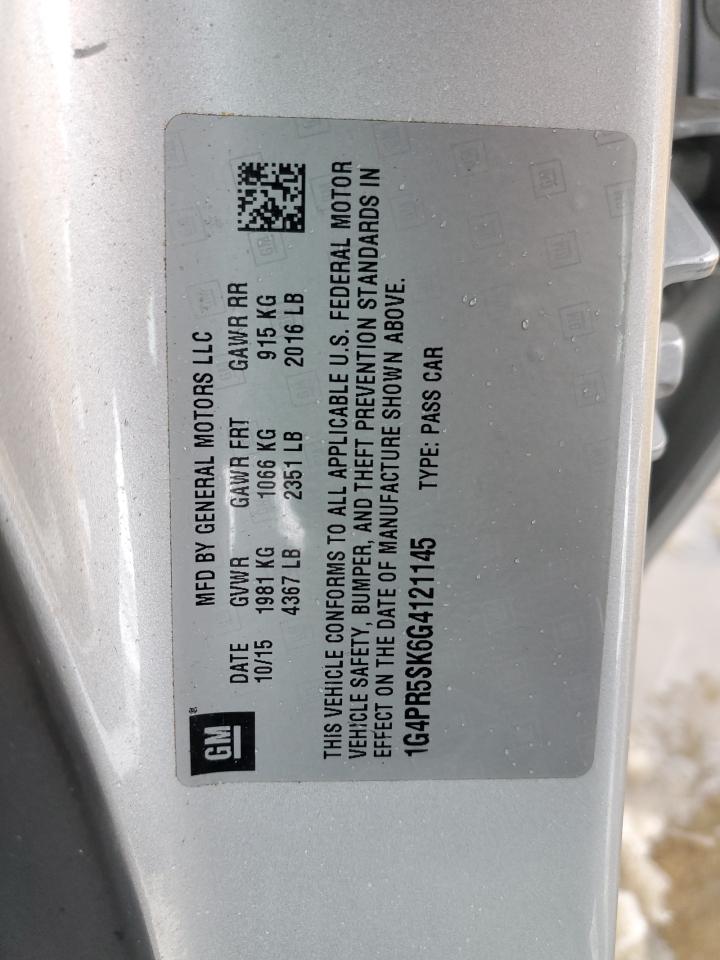 GM®
MFD BY GENERAL MOTORS LLC
DATE GVWR GAWR FRT GAWR RR
10/15 1981 KG 1066 KG 915 KG
4367 LB 2351 LB 2016 LB
THIS VEHICLE CONFORMS TO ALL APPLICABLE U.S. FEDERAL MOTOR
VEHICLE SAFETY, BUMPER, AND THEFT PREVENTION STANDARDS IN
EFFECT ON THE DATE OF MANUFACTURE SHOWN ABOVE.
1G4PR5SK6G4121145 TYPE: PASS CAR